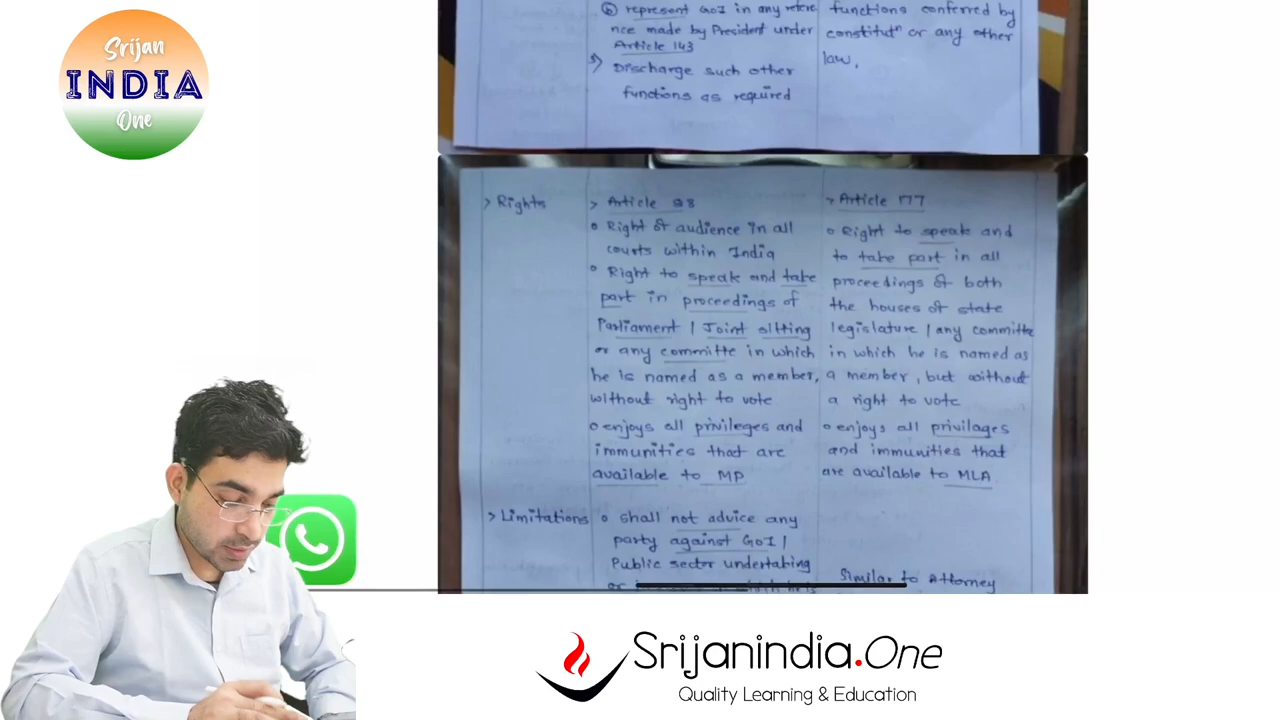 Srijan
INDIA
One
⑥ represent GoI in any refere
nce made by President under
Article 143
Discharge such other
functions as required
functions conferred by
constitutn or any other
law.
> Rights
> Article 88
o Right of audience in all
courts within India
o Right to speak and take
part in proceedings of
Parliament / Joint sitting
or any committe in which
he is named as a member,
without right to vote
o enjoys all privileges and
immunities that are
available to MP
> Article 177
o Right to speak and
to take part in all
proceedings of both
the houses of state
legislature / any committe
in which he is named as
a member, but without
a right to vote
o enjoys all privilages
and immunities that
are available to MLA
> Limitations
o shall not advice any
party against GoI /
Public sector undertaking
or
Similar to Attorney
Srijanindia.One
Quality Learning & Education